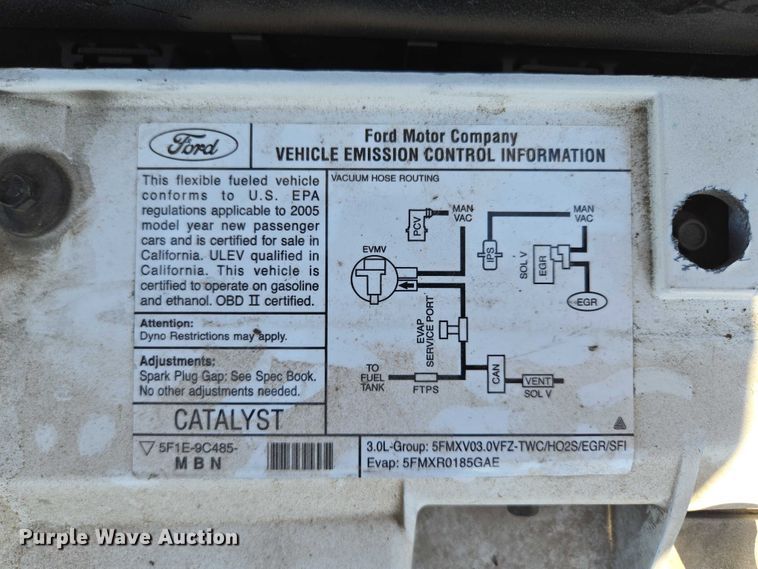 Ford
Ford Motor Company
VEHICLE EMISSION CONTROL INFORMATION
This flexible fueled vehicle
conforms to U.S. EPA
regulations applicable to 2005
model year new passenger
cars and is certified for sale in
California. ULEV qualified in
California. This vehicle is
certified to operate on gasoline
and ethanol. OBD II certified.
Attention:
Dyno Restrictions may apply.
Adjustments:
Spark Plug Gap: See Spec Book.
No other adjustments needed.
CATALYST
5F1E-9C485-
MBN
VACUUM HOSE ROUTING
PCV
MAN
VAC
EVMV
IPS
MAN
VAC
SOL V
EGR
EGR
EVAP
SERVICE PORT
TO
FUEL
TANK
FTPS
CAN
VENT
SOL V
3.0L-Group: 5FMXV03.0VFZ-TWC/HO2S/EGR/SFI
Evap: 5FMXR0185GAE
Purple Wave Auction